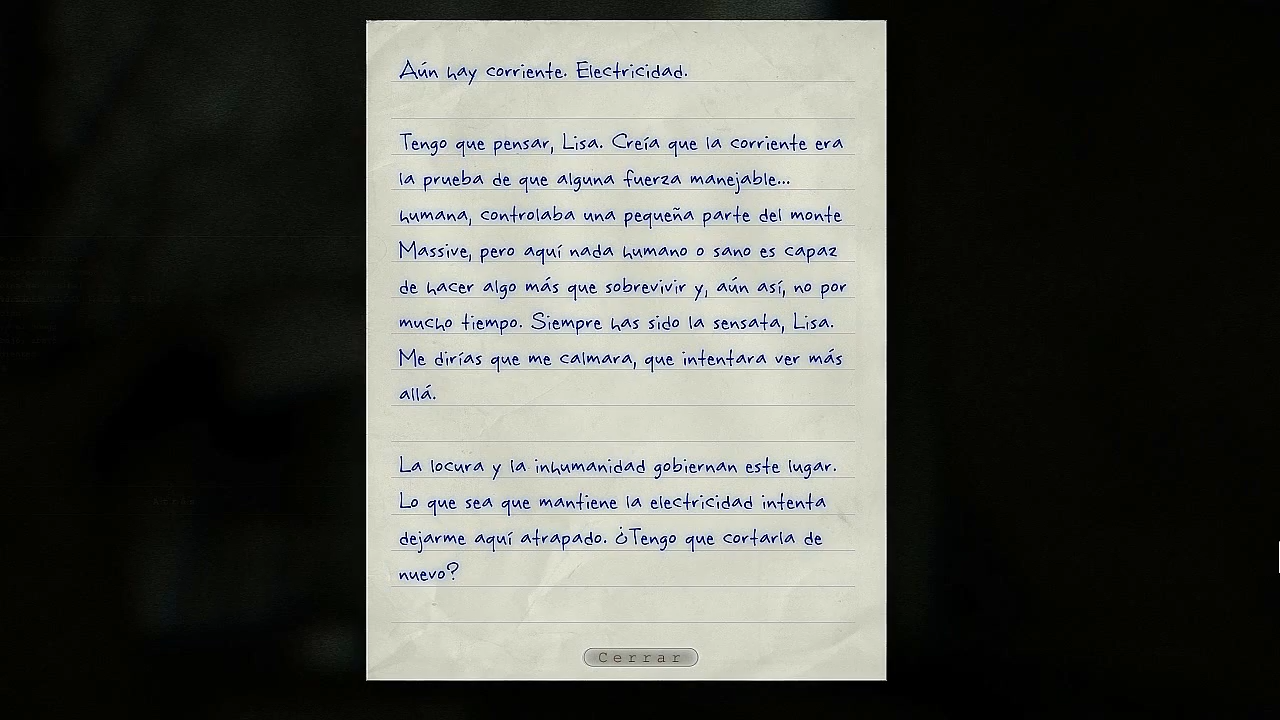 Aún hay corriente. Electricidad.
Tengo que pensar, Lisa. Creía que la corriente era
la prueba de que alguna fuerza manejable...
humana, controlaba una pequeña parte del monte
Massive, pero aquí nada humano o sano es capaz
de hacer algo más que sobrevivir y, aún así, no por
mucho tiempo. Siempre has sido la sensata, Lisa.
Me dirías que me calmara, que intentara ver más
allá.
La locura y la inhumanidad gobiernan este lugar.
Lo que sea que mantiene la electricidad intenta
dejarme aquí atrapado. ¿Tengo que cortarla de
nuevo?
Cerrar